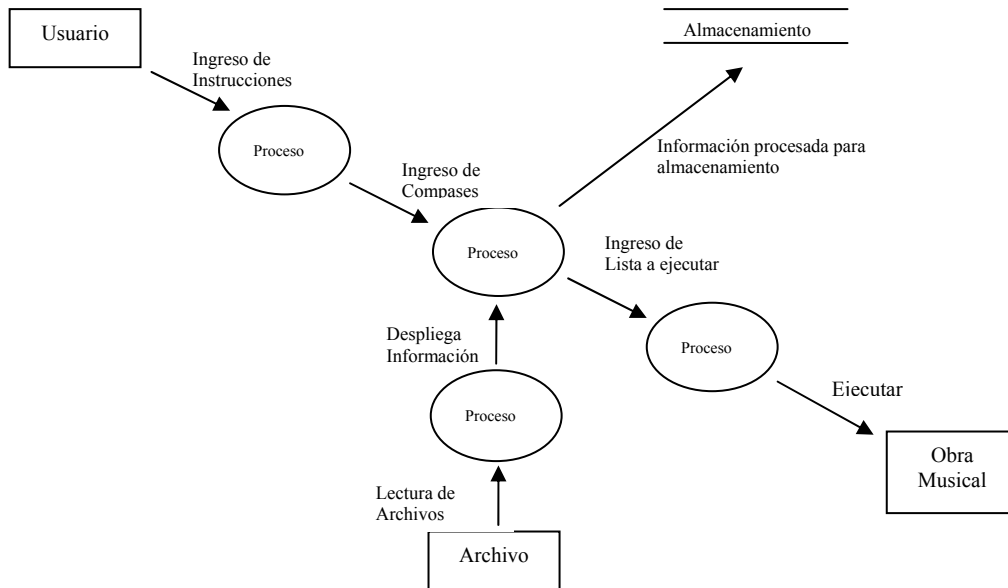 Usuario
Almacenamiento
Ingreso de
Instrucciones
Proceso
Información procesada para
almacenamiento
Ingreso de
Compases
Proceso
Ingreso de
Lista a ejecutar
Despliega
Información
Proceso
Ejecutar
Proceso
Obra
Musical
Lectura de
Archivos
Archivo